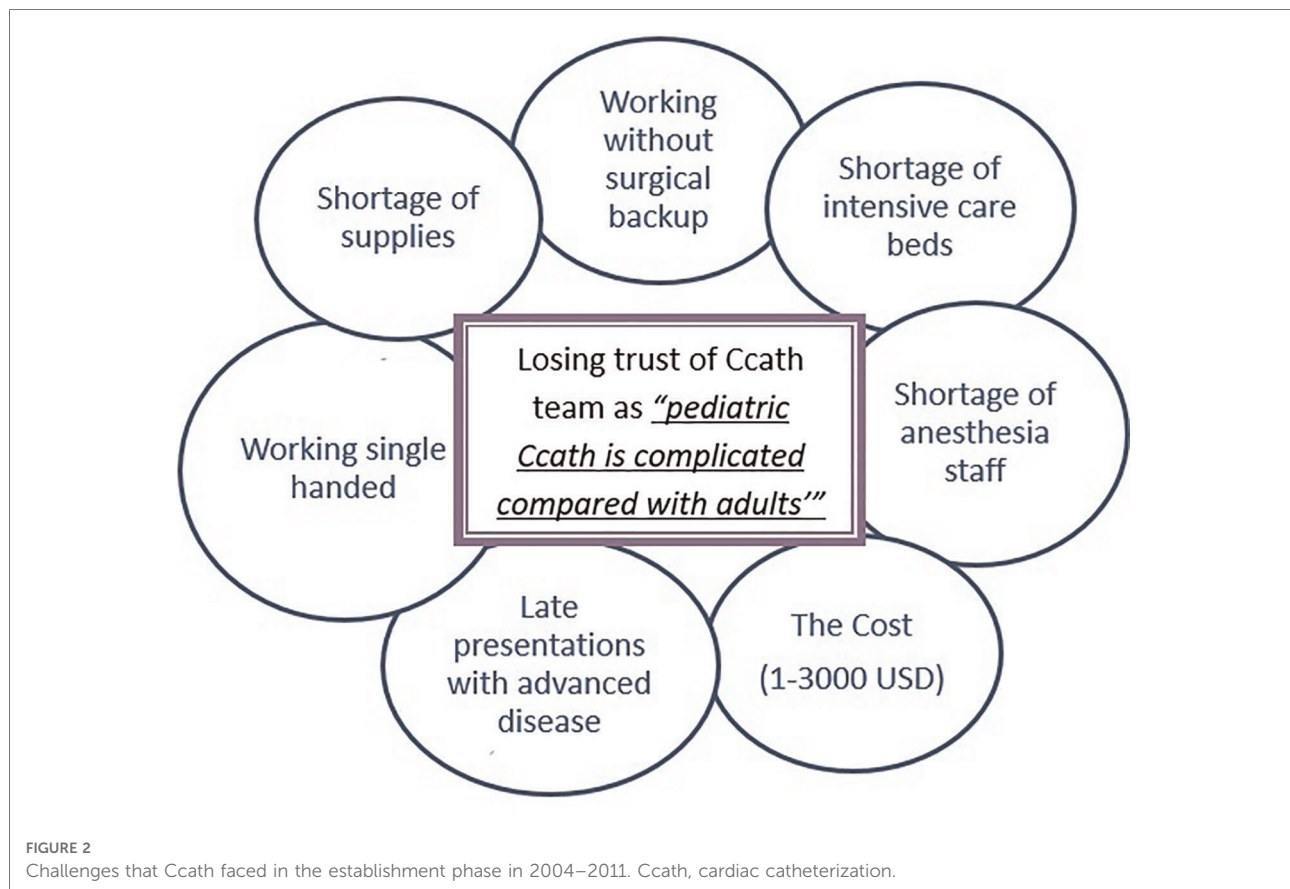 Working
without
surgical
backup
Shortage of
intensive care
beds
Shortage of
supplies
Losing trust of Ccath
team as “pediatric
Ccath is complicated
compared with adults’”
Shortage of
anesthesia
staff
Working single
handed
Late
presentations
with advanced
disease
The Cost
(1-3000 USD)
FIGURE 2
Challenges that Ccath faced in the establishment phase in 2004–2011. Ccath, cardiac catheterization.